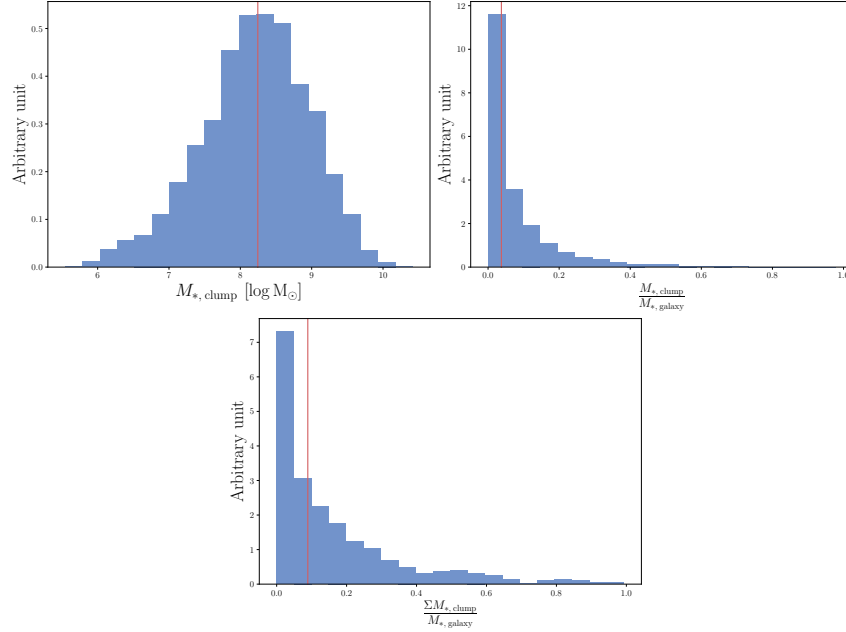 0.5
0.4
0.3
0.2
0.1
0.0
Arbitrary unit
6 7 8 9 10
M*, clump [log M⊙]
12
10
8
6
4
2
0
Arbitrary unit
0.0 0.2 0.4 0.6 0.8 1.0
M*, clump
M*, galaxy
7
6
5
4
3
2
1
0
Arbitrary unit
0.0 0.2 0.4 0.6 0.8 1.0
ΣM*, clump
M*, galaxy